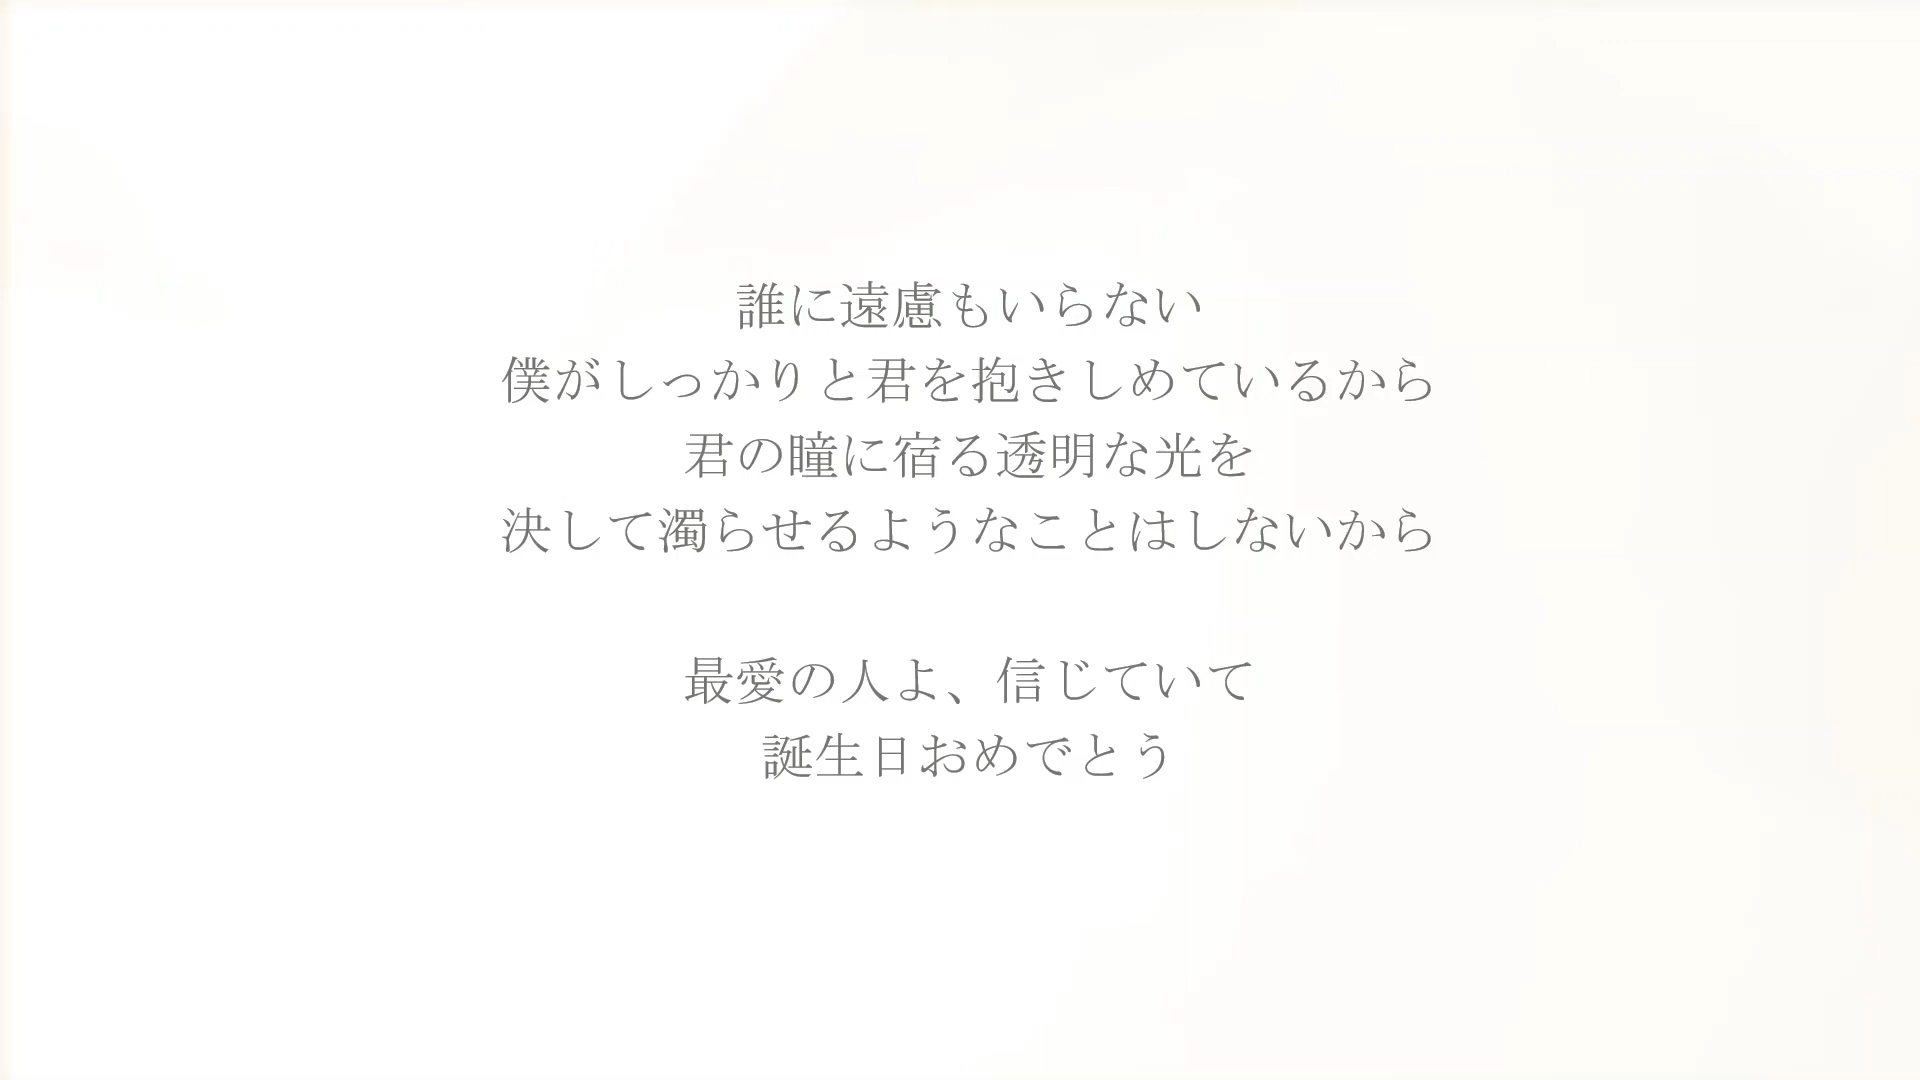 誰に遠慮もいらない
僕がしっかりと君を抱きしめているから
君の瞳に宿る透明な光を
決して濁らせるようなことはしないから
最愛の人よ、信じていて
誕生日おめでとう